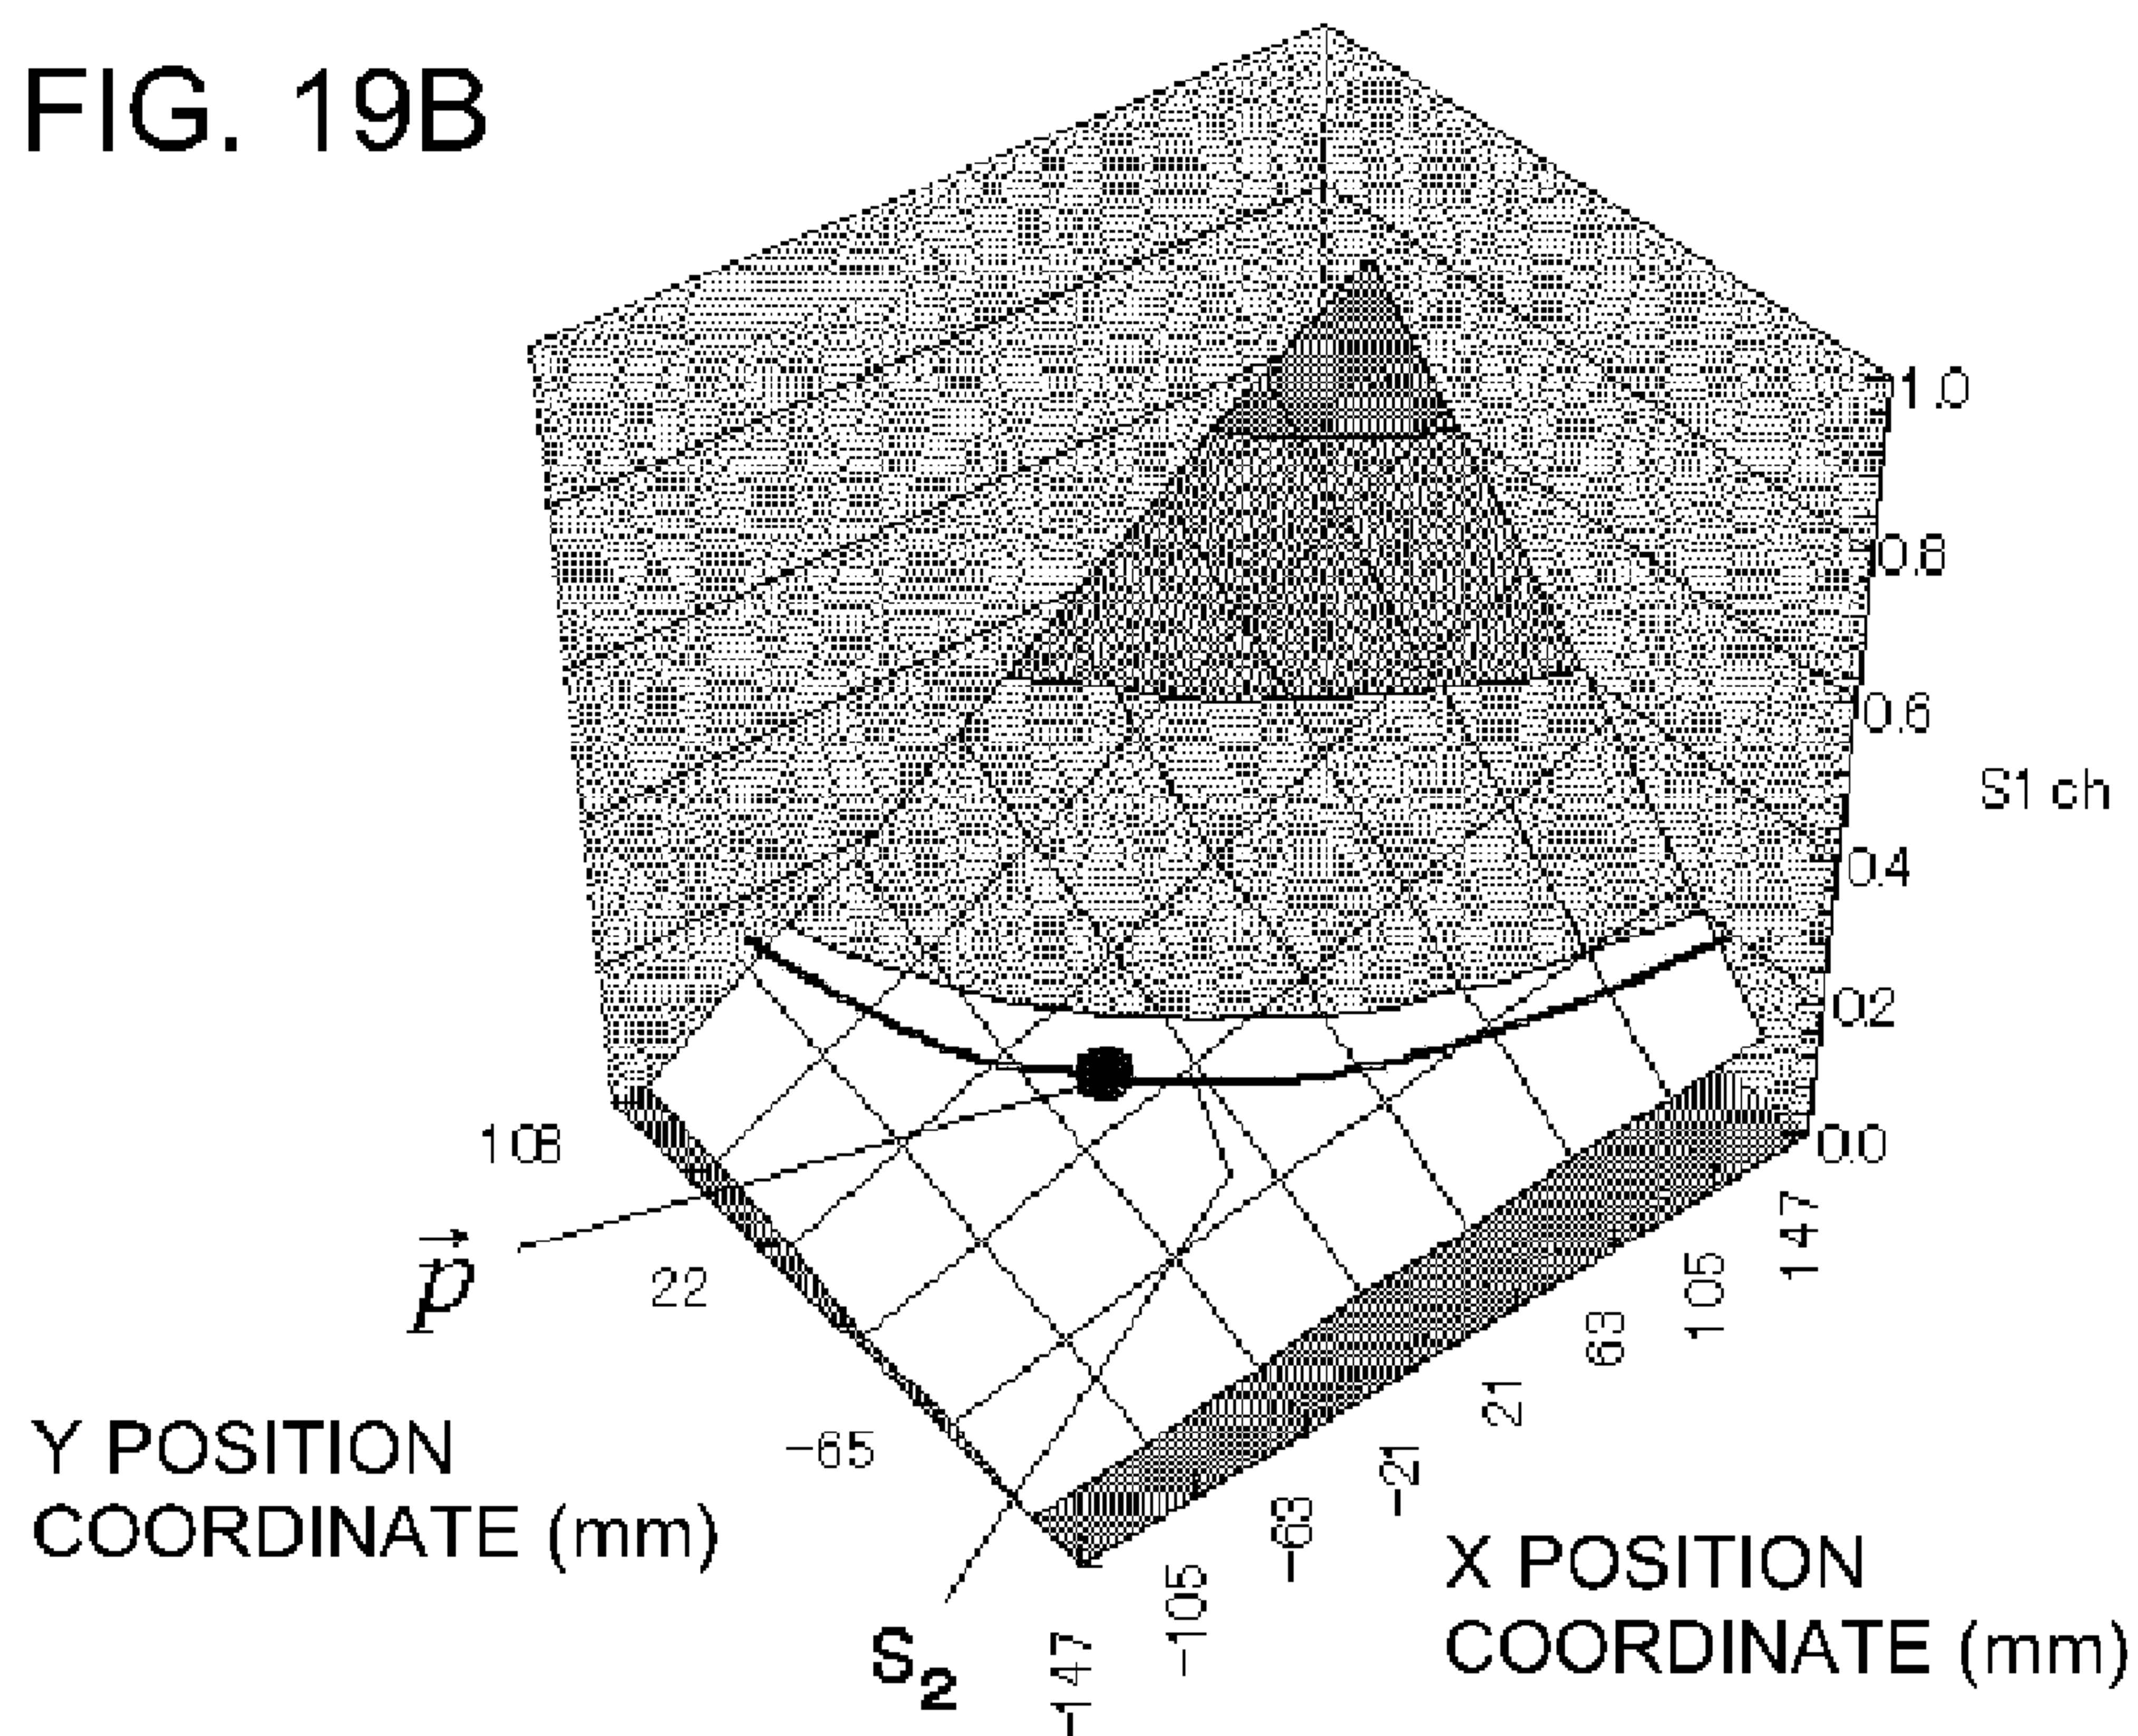 FIG. 19B
1.0
0.8
0.6
S1 ch
0.4
0.2
0.0
108
22
-65
p⃗
Y POSITION
COORDINATE (mm)
147
105
63
21
-21
-63
-105
-147
X POSITION
COORDINATE (mm)
S₂